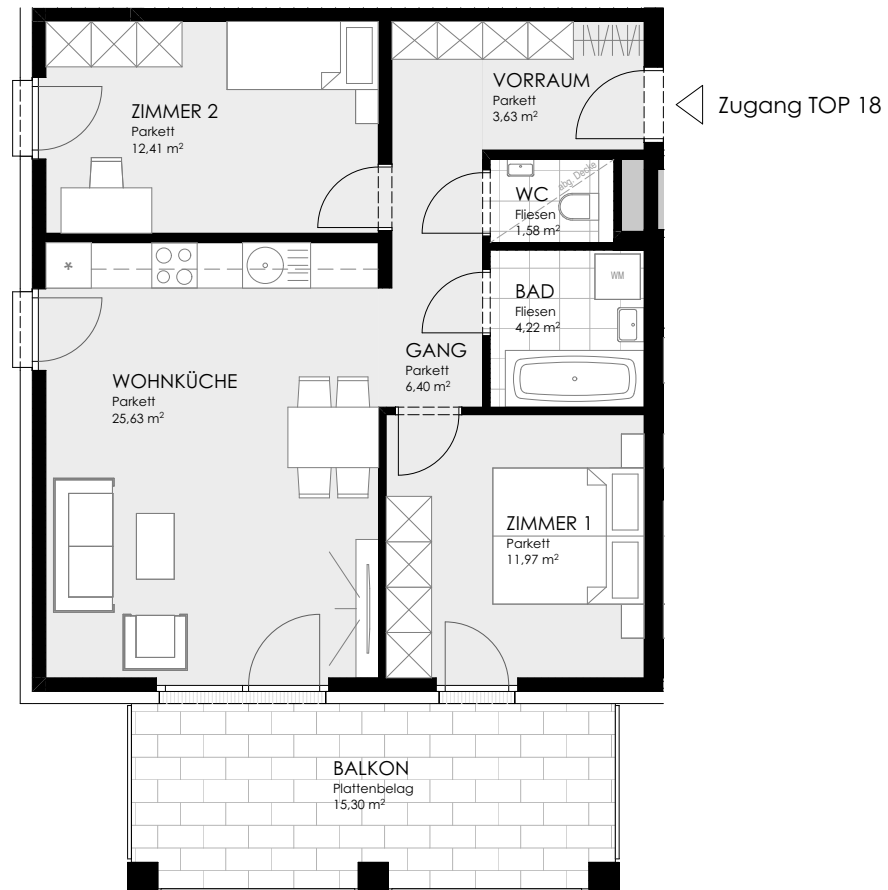 VORRAUM
Parkett
3,63 m²
Zugang TOP 18
ZIMMER 2
Parkett
12,41 m²
abg. Decke
WC
Fliesen
1,58 m²
*
WM
BAD
Fliesen
4,22 m²
GANG
Parkett
6,40 m²
WOHNKÜCHE
Parkett
25,63 m²
ZIMMER 1
Parkett
11,97 m²
BALKON
Plattenbelag
15,30 m²